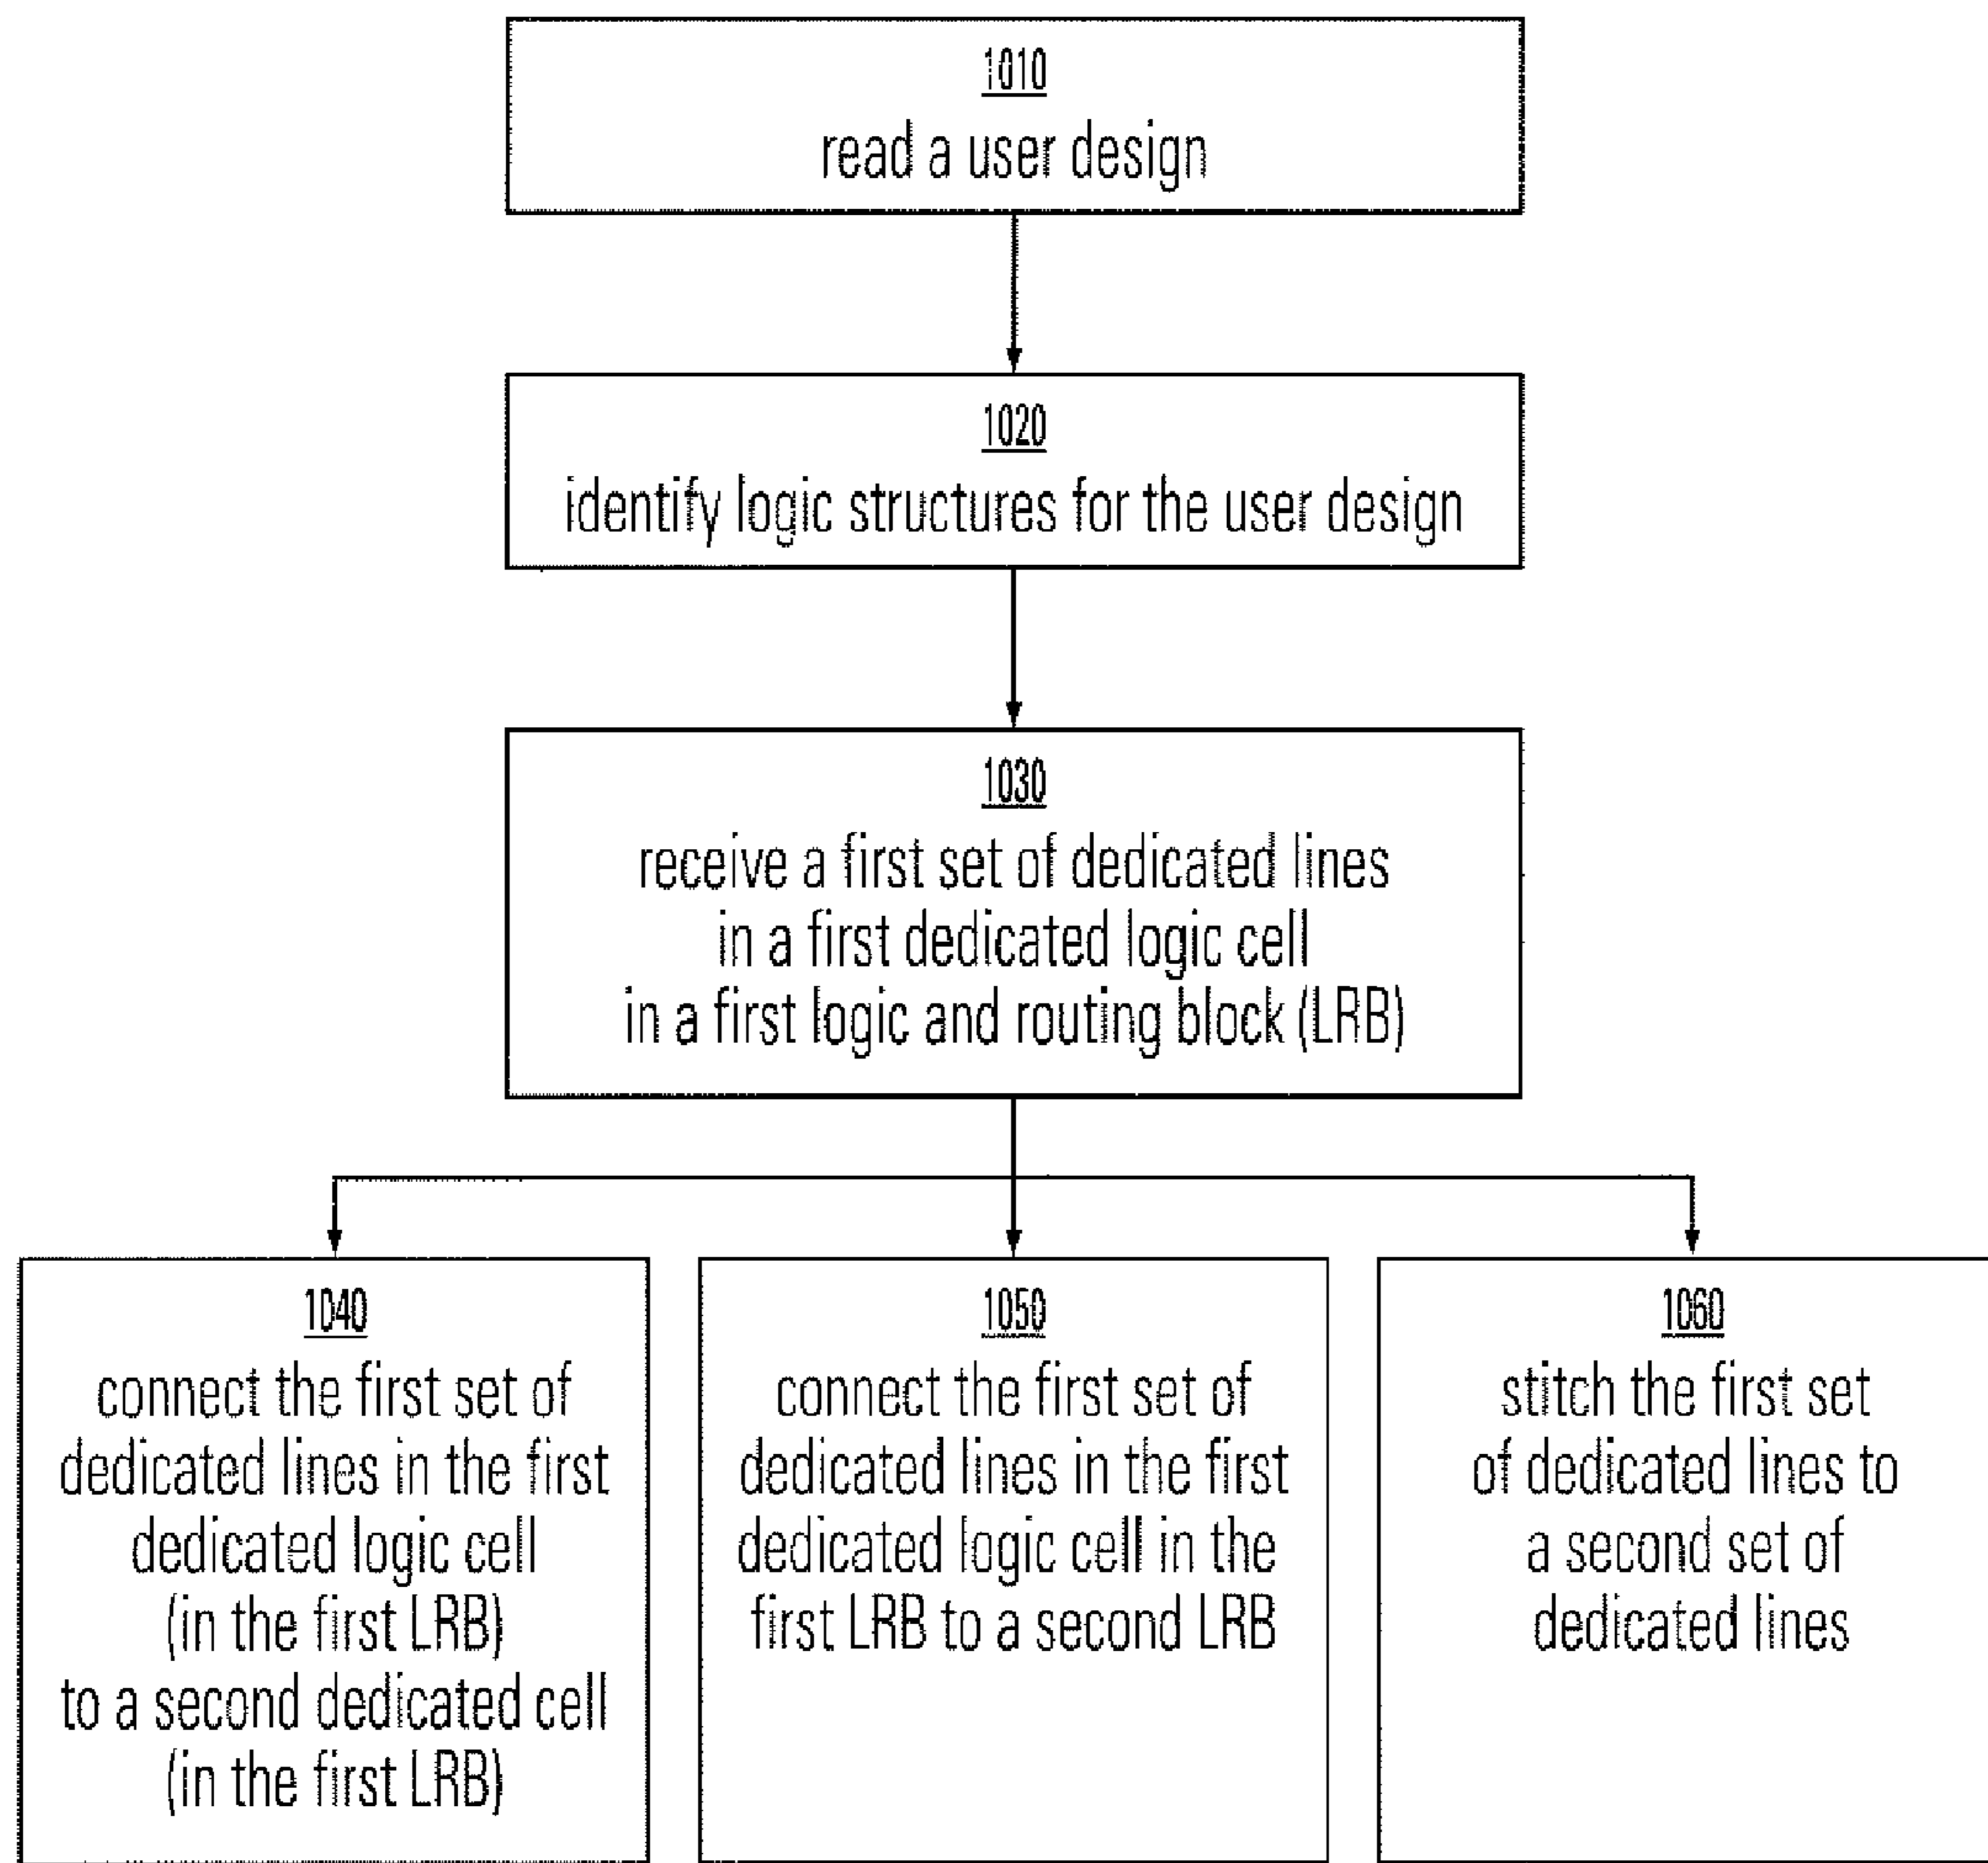 1010
read a user design
1020
identify logic structures for the user design
1030
receive a first set of dedicated lines
in a first dedicated logic cell
in a first logic and routing block (LRB)
1040
connect the first set of
dedicated lines in the first
dedicated logic cell
(in the first LRB)
to a second dedicated cell
(in the first LRB)
1050
connect the first set of
dedicated lines in the first
dedicated logic cell in the
first LRB to a second LRB
1060
stitch the first set
of dedicated lines to
a second set of
dedicated lines